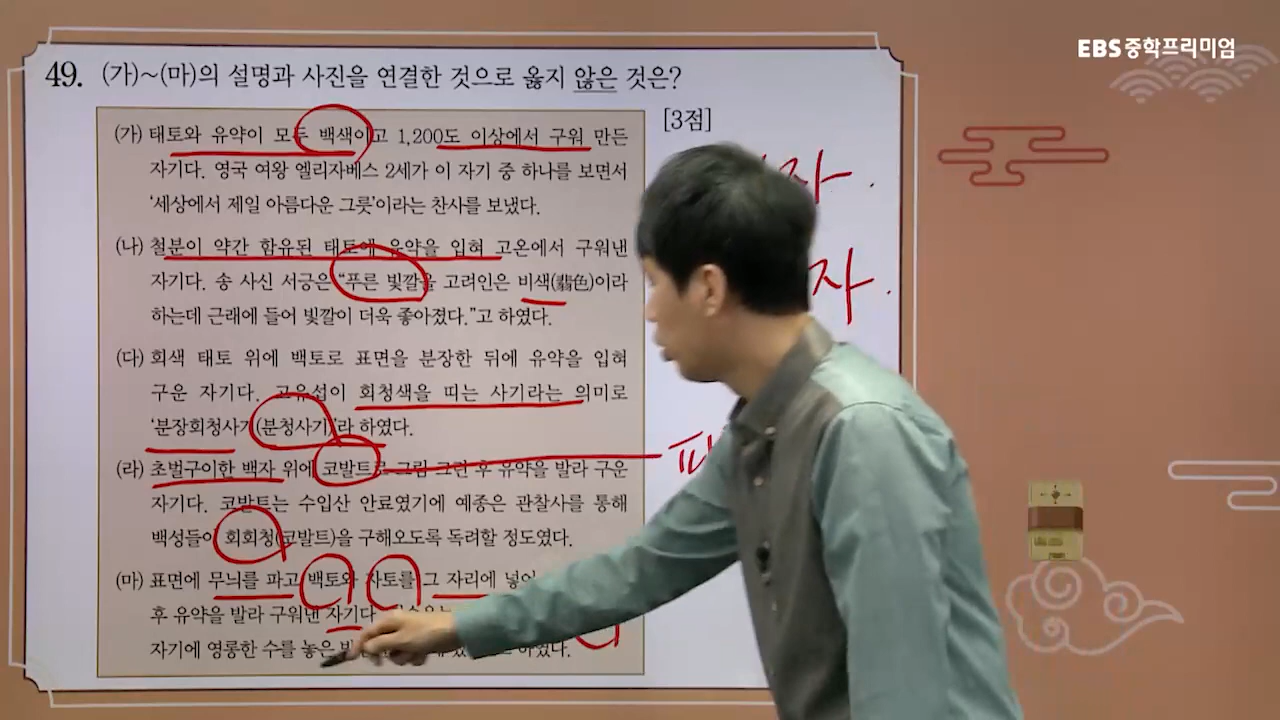 EBS 중학프리미엄
49. (가)~(마)의 설명과 사진을 연결한 것으로 옳지 않은 것은?
[3점]
(가) 태토와 유약이 모두 백색이고 1,200도 이상에서 구워 만든
자기다. 영국 여왕 엘리자베스 2세가 이 자기 중 하나를 보면서
‘세상에서 제일 아름다운 그릇’이라는 찬사를 보냈다.
(나) 철분이 약간 함유된 태토에 유약을 입혀 고온에서 구워낸
자기다. 송 사신 서긍은 “푸른 빛깔을 고려인은 비색(翡色)이라
하는데 근래에 들어 빛깔이 더욱 좋아졌다.”고 하였다.
(다) 회색 태토 위에 백토로 표면을 분장한 뒤에 유약을 입혀
구운 자기다. 고유섭이 회청색을 띠는 사기라는 의미로
‘분장회청사기(분청사기)’라 하였다.
(라) 초벌구이한 백자 위에 코발트로 그림 그린 후 유약을 발라 구운
자기다. 코발트는 수입산 안료였기에 예종은 관찰사를 통해
백성들이 회회청(코발트)을 구해오도록 독려할 정도였다.
(마) 표면에 무늬를 파고 백토와 자토를 그 자리에 넣어
후 유약을 발라 구워낸 자기다.
자기에 영롱한 수를 놓은 하였다.
자.
자.